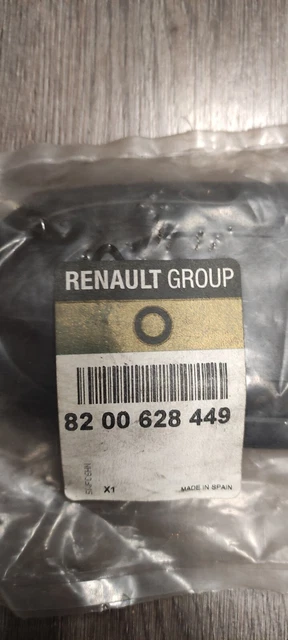 RENAULT GROUP
82 00 628 449
X1
MADE IN SPAIN